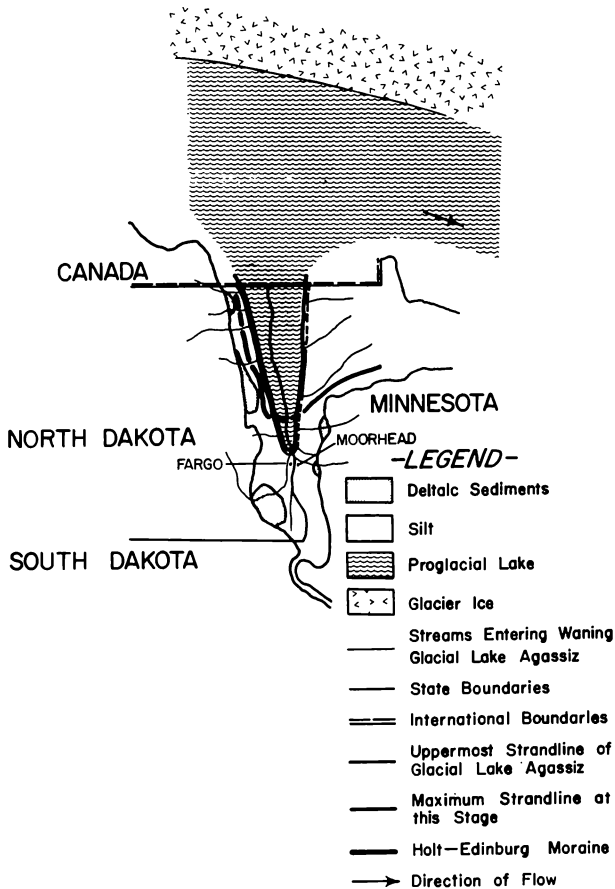 CANADA
MINNESOTA
NORTH DAKOTA
MOORHEAD
FARGO
-LEGEND-
Deltaic Sediments
Silt
SOUTH DAKOTA
Proglacial Lake
Glacier Ice
Streams Entering Waning
Glacial Lake Agassiz
State Boundaries
International Boundaries
Uppermost Strandline of
Glacial Lake Agassiz
Maximum Strandline at
this Stage
Holt-Edinburg Moraine
Direction of Flow